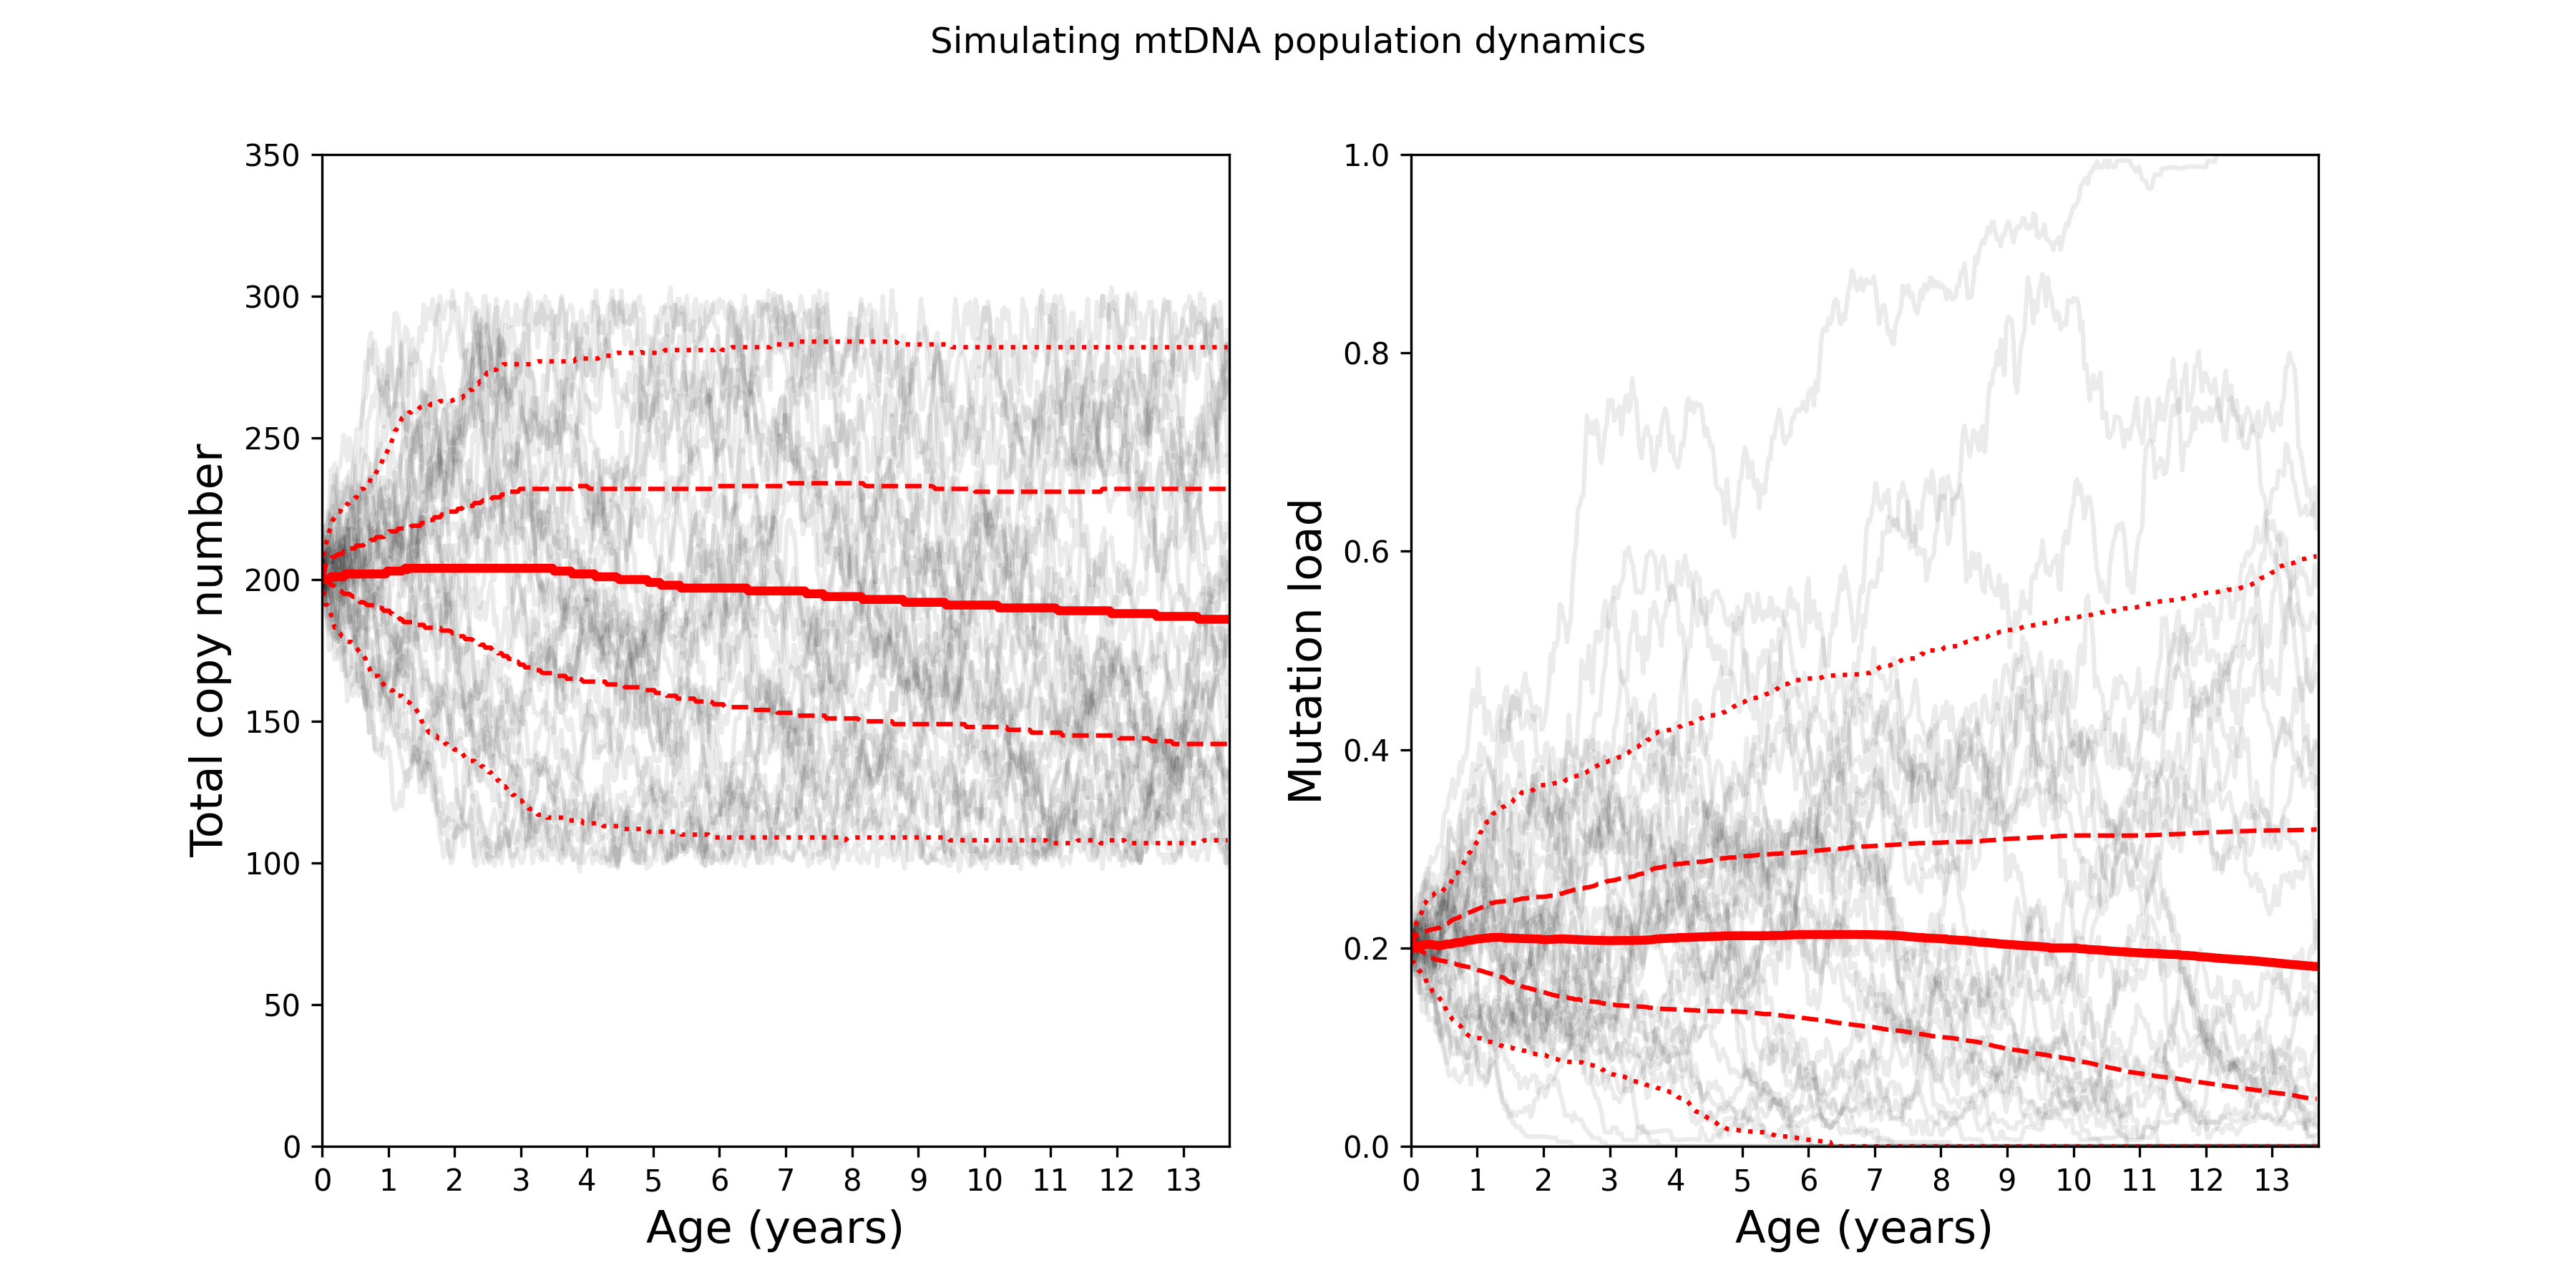 Simulating mtDNA population dynamics
Total copy number
350
300
250
200
150
100
50
0
0 1 2 3 4 5 6 7 8 9 10 11 12 13
Age (years)
Mutation load
1.0
0.8
0.6
0.4
0.2
0.0
0 1 2 3 4 5 6 7 8 9 10 11 12 13
Age (years)